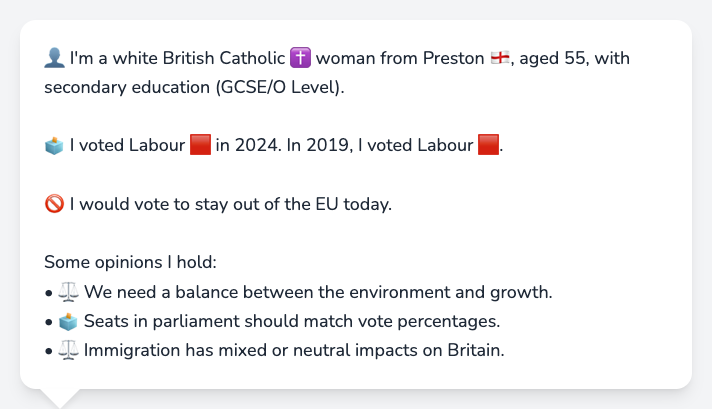 👤 I'm a white British Catholic ✝️ woman from Preston 🏴󠁧󠁢󠁥󠁮󠁧󠁿, aged 55, with
secondary education (GCSE/O Level).
🗳️ I voted Labour 🟥 in 2024. In 2019, I voted Labour 🟥.
🚫 I would vote to stay out of the EU today.
Some opinions I hold:
• ⚖️ We need a balance between the environment and growth.
• 🗳️ Seats in parliament should match vote percentages.
• ⚖️ Immigration has mixed or neutral impacts on Britain.